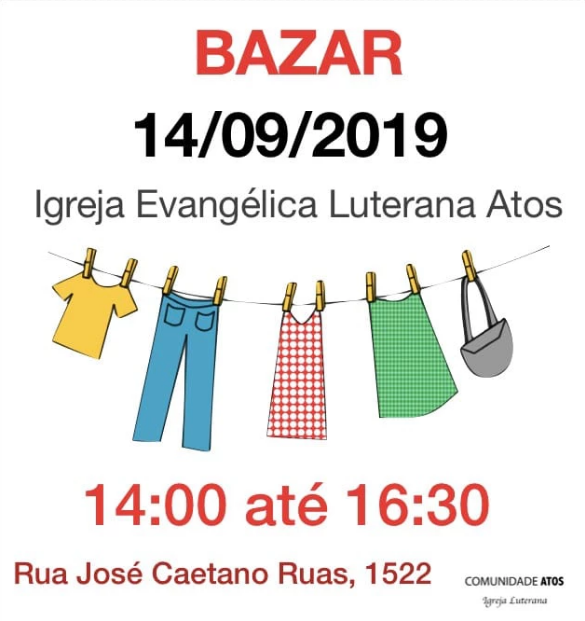 BAZAR
14/09/2019
Igreja Evangélica Luterana Atos
14:00 até 16:30
Rua José Caetano Ruas, 1522
COMUNIDADE ATOS
Igreja Luterana